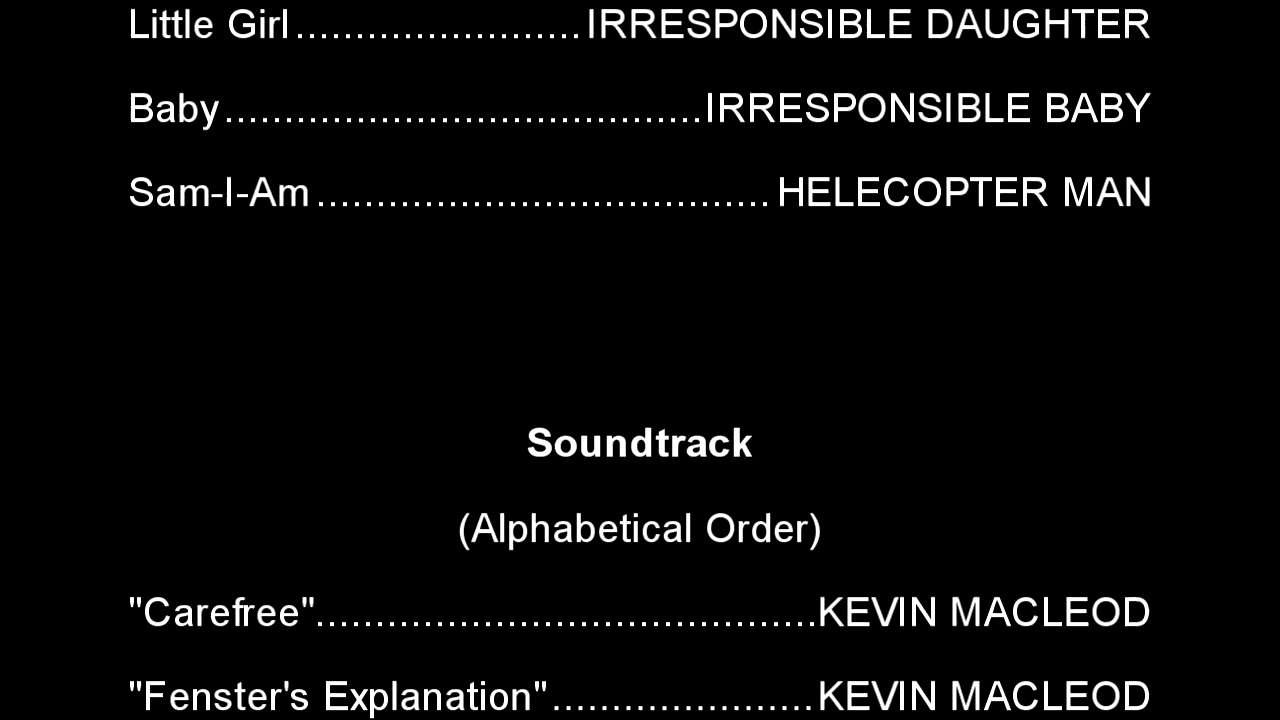 Little Girl........................IRRESPONSIBLE DAUGHTER
Baby........................................IRRESPONSIBLE BABY
Sam-I-Am......................................HELECOPTER MAN
Soundtrack
(Alphabetical Order)
"Carefree"..........................................KEVIN MACLEOD
"Fenster's Explanation"......................KEVIN MACLEOD